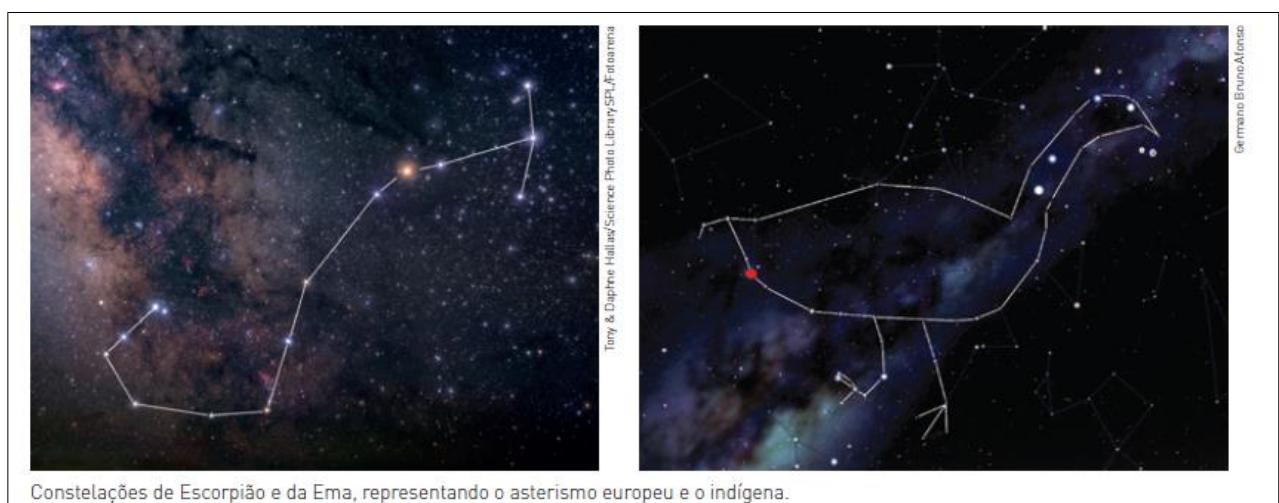 Tony & Daphne Hallas/Science Photo Library/SPL/Fotoarena
Germano Bruno Afonso
Constelações de Escorpião e da Ema, representando o asterismo europeu e o indígena.